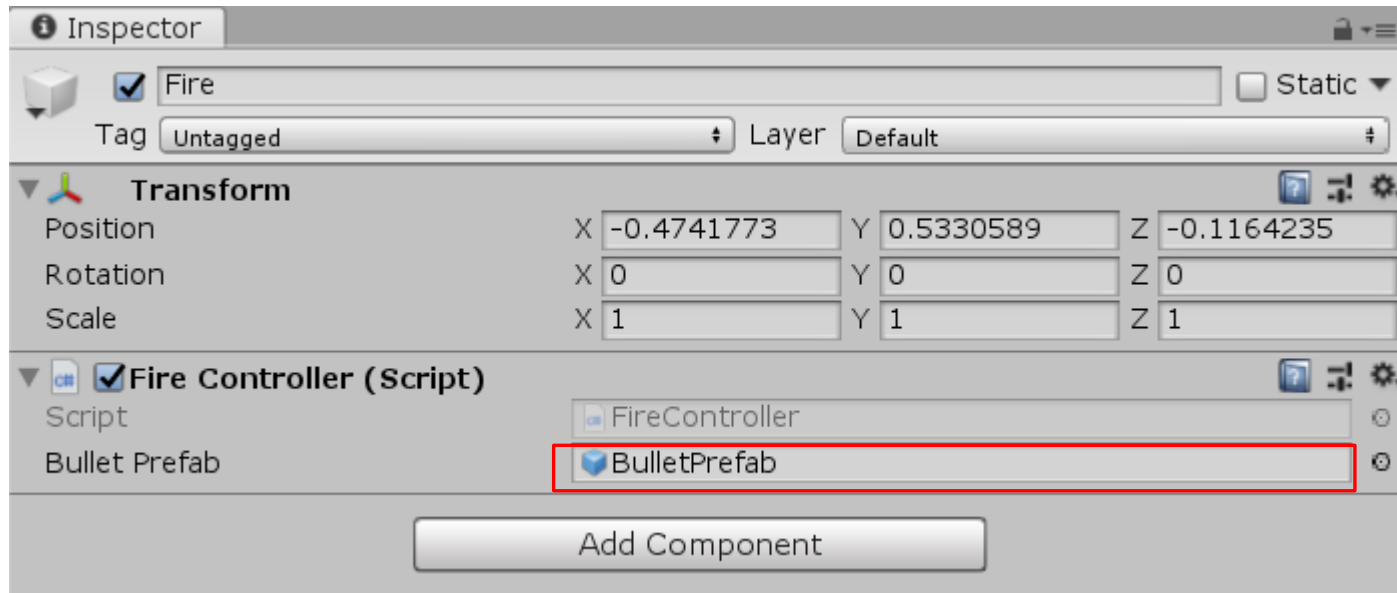 Inspector
Fire Static
Tag Untagged Layer Default
Transform
Position X -0.4741773 Y 0.5330589 Z -0.1164235
Rotation X 0 Y 0 Z 0
Scale X 1 Y 1 Z 1
c# Fire Controller (Script)
Script FireController
Bullet Prefab BulletPrefab
Add Component